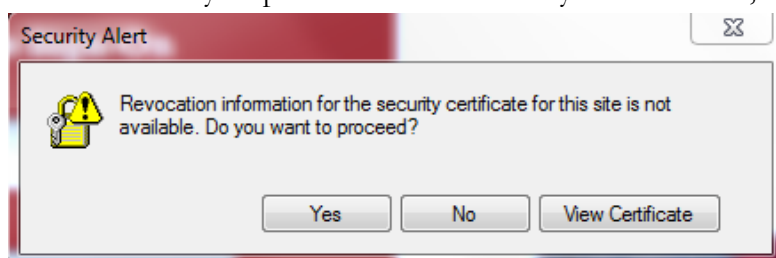 Security Alert
Revocation information for the security certificate for this site is not
available. Do you want to proceed?
Yes No View Certificate